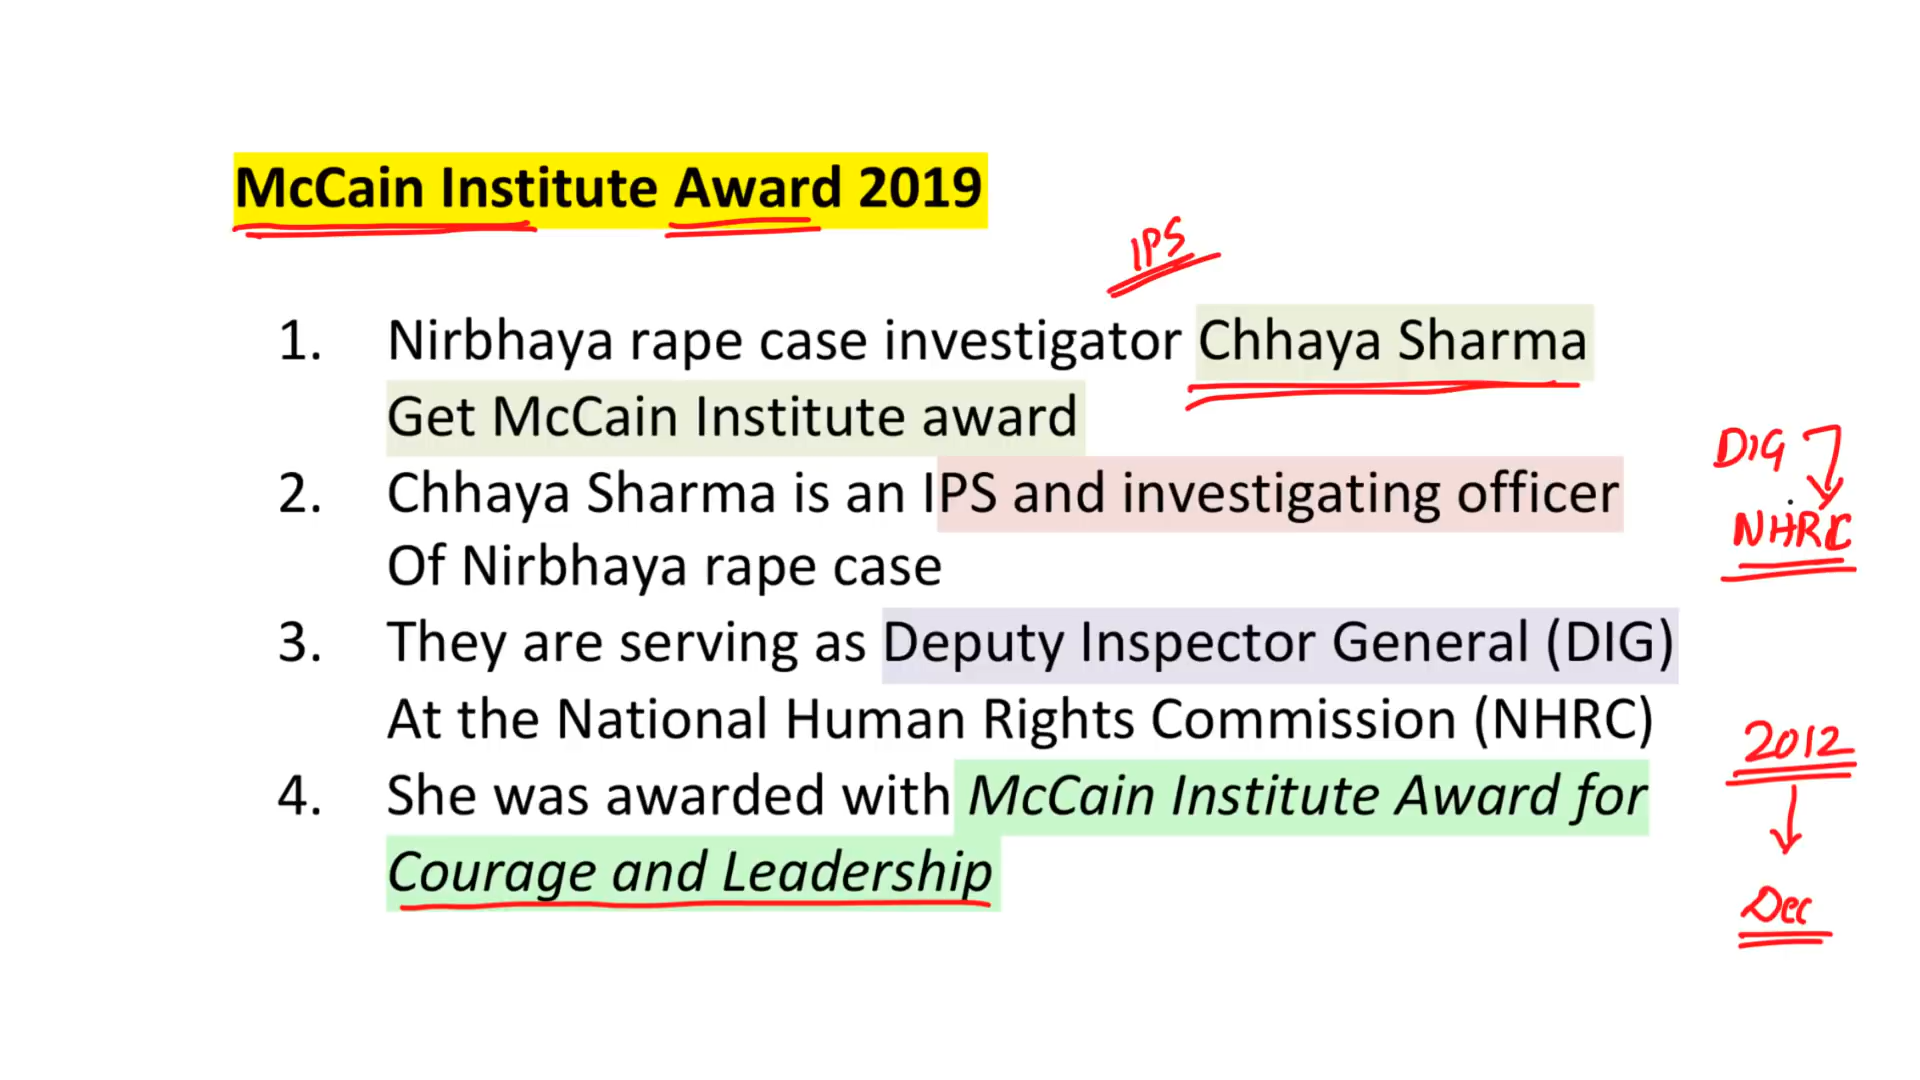 McCain Institute Award 2019
IPS
1. Nirbhaya rape case investigator Chhaya Sharma
Get McCain Institute award
DIG
2. Chhaya Sharma is an IPS and investigating officer
NHRC
Of Nirbhaya rape case
3. They are serving as Deputy Inspector General (DIG)
At the National Human Rights Commission (NHRC)
2012
4. She was awarded with McCain Institute Award for
Courage and Leadership
Dec